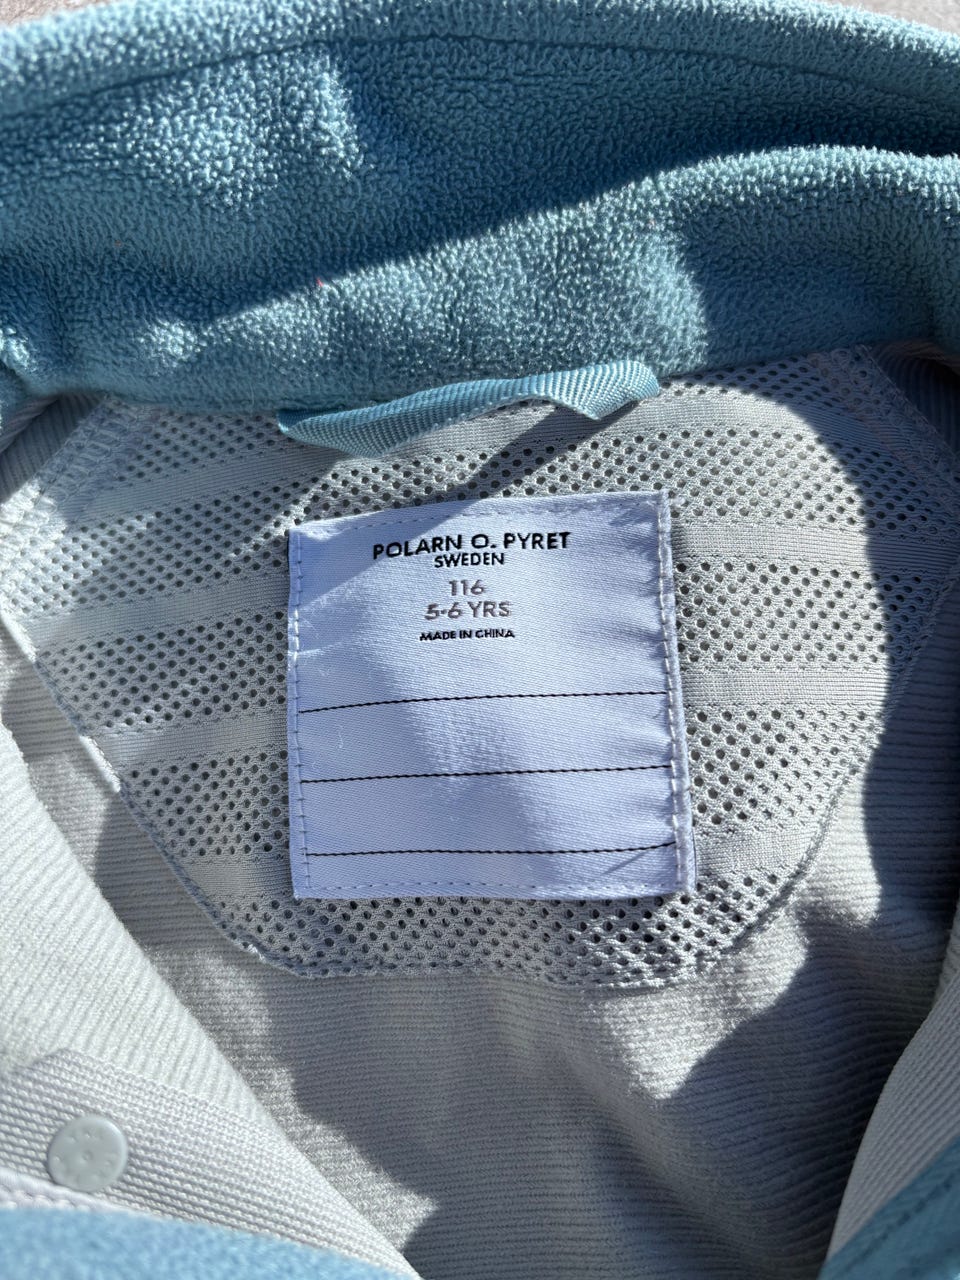 POLARN O. PYRET
SWEDEN
116
5-6 YRS
MADE IN CHINA